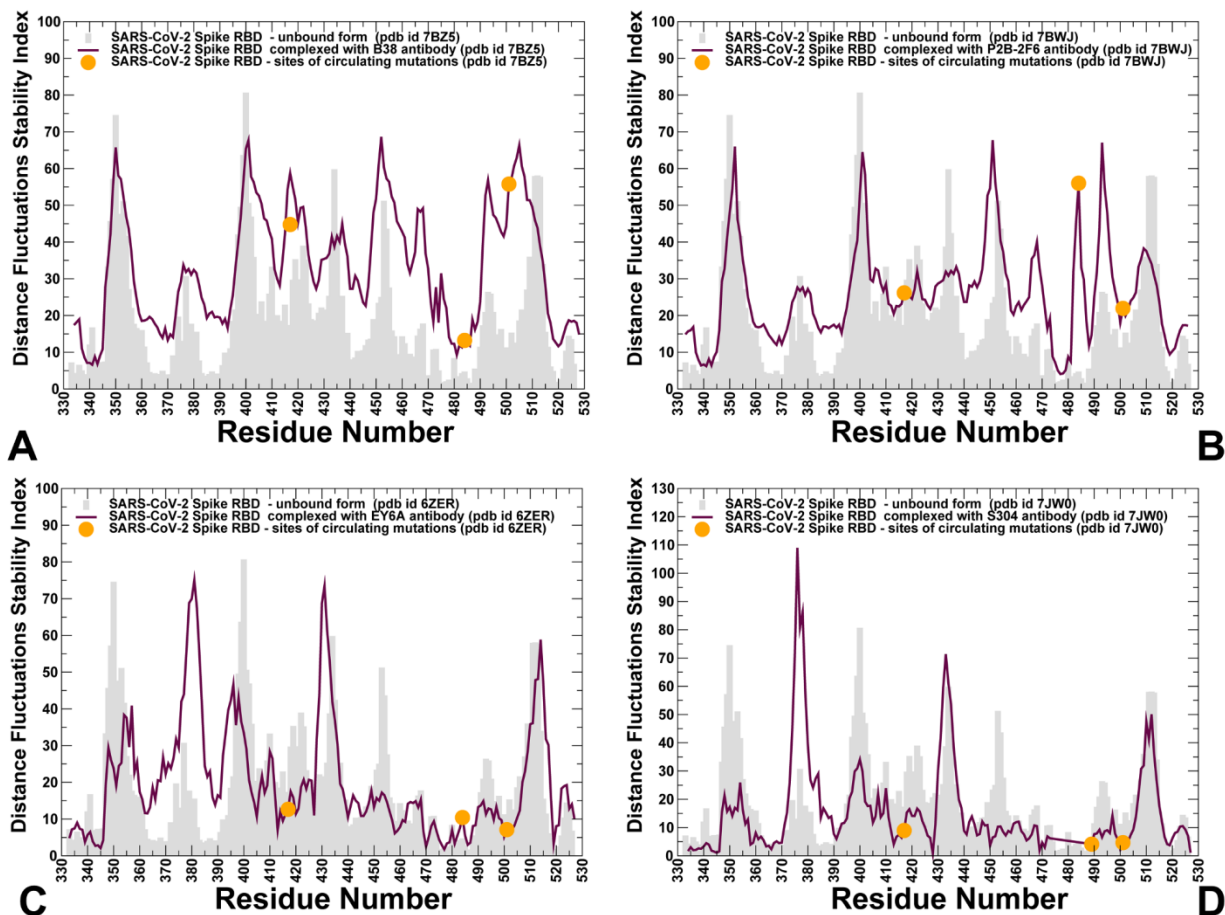 Distance Fluctuations Stability Index
100
90
80
70
60
50
40
30
20
10
0
SARS-CoV-2 Spike RBD - unbound form (pdb id 7BZ5)
SARS-CoV-2 Spike RBD complexed with B38 antibody (pdb id 7BZ5)
SARS-CoV-2 Spike RBD - sites of circulating mutations (pdb id 7BZ5)
330 340 350 360 370 380 390 400 410 420 430 440 450 460 470 480 490 500 510 520 530
Residue Number
A
Distance Fluctuations Stability Index
100
90
80
70
60
50
40
30
20
10
0
SARS-CoV-2 Spike RBD - unbound form (pdb id 7BWJ)
SARS-CoV-2 Spike RBD complexed with P2B-2F6 antibody (pdb id 7BWJ)
SARS-CoV-2 Spike RBD - sites of circulating mutations (pdb id 7BWJ)
330 340 350 360 370 380 390 400 410 420 430 440 450 460 470 480 490 500 510 520 530
Residue Number
B
Distance Fluctuations Stability Index
100
90
80
70
60
50
40
30
20
10
0
SARS-CoV-2 Spike RBD - unbound form (pdb id 6ZER)
SARS-CoV-2 Spike RBD complexed with EY6A antibody (pdb id 6ZER)
SARS-CoV-2 Spike RBD - sites of circulating mutations (pdb id 6ZER)
330 340 350 360 370 380 390 400 410 420 430 440 450 460 470 480 490 500 510 520 530
Residue Number
C
Distance Fluctuations Stability Index
130
120
110
100
90
80
70
60
50
40
30
20
10
0
SARS-CoV-2 Spike RBD - unbound form (pdb id 7JW0)
SARS-CoV-2 Spike RBD complexed with S304 antibody (pdb id 7JW0)
SARS-CoV-2 Spike RBD - sites of circulating mutations (pdb id 7JW0)
330 340 350 360 370 380 390 400 410 420 430 440 450 460 470 480 490 500 510 520 530
Residue Number
D